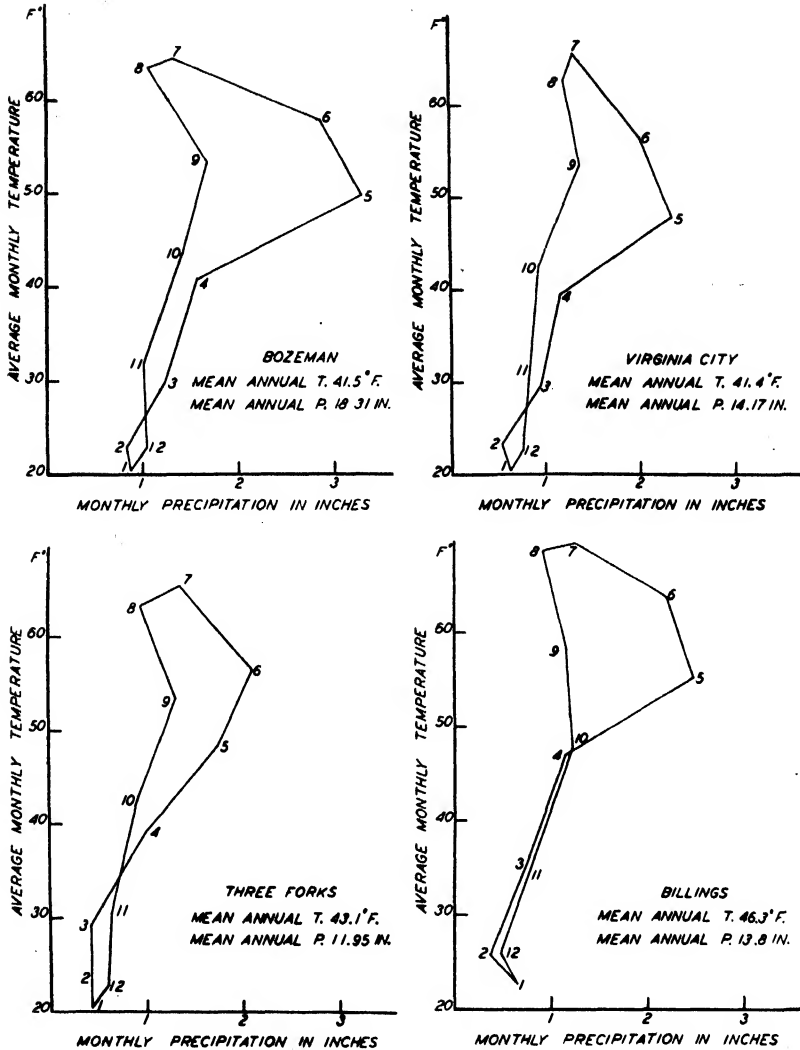 F°
AVERAGE MONTHLY TEMPERATURE
60
50
40
30
20
7
8
6
9
5
10
4
11
3
2
12
1
BOZEMAN
MEAN ANNUAL T. 41.5°F.
MEAN ANNUAL P. 18 31 IN.
1 2 3
MONTHLY PRECIPITATION IN INCHES
F°
AVERAGE MONTHLY TEMPERATURE
60
50
40
30
20
7
8
6
9
5
10
4
11
3
2
12
1
VIRGINIA CITY
MEAN ANNUAL T. 41.4°F.
MEAN ANNUAL P. 14.17 IN.
1 2 3
MONTHLY PRECIPITATION IN INCHES
F°
AVERAGE MONTHLY TEMPERATURE
60
50
40
30
20
7
8
6
9
5
10
4
11
3
2
12
1
THREE FORKS
MEAN ANNUAL T. 43.1°F.
MEAN ANNUAL P. 11.95 IN.
1 2 3
MONTHLY PRECIPITATION IN INCHES
F°
AVERAGE MONTHLY TEMPERATURE
60
50
40
30
20
8
7
6
9
5
10
4
3
11
2
12
1
BILLINGS
MEAN ANNUAL T. 46.3°F.
MEAN ANNUAL P. 13.8 IN.
1 2 3
MONTHLY PRECIPITATION IN INCHES